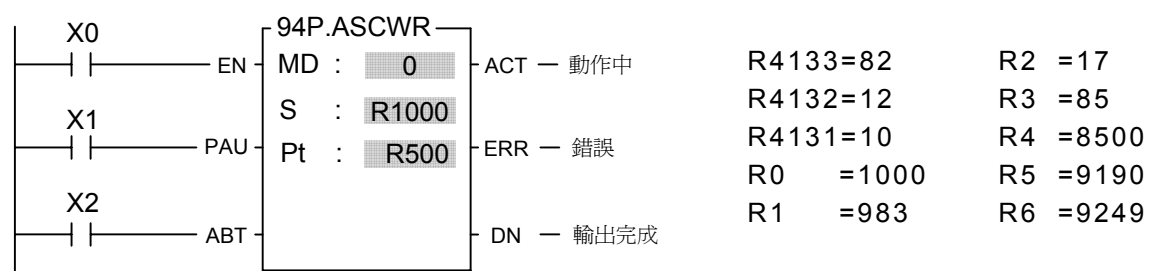 X0
94P.ASCWR
EN
MD : 0
ACT
動作中
X1
S : R1000
PAU
Pt : R500
ERR
錯誤
X2
ABT
DN
輸出完成
R4133=82
R4132=12
R4131=10
R0 =1000
R1 =983
R2 =17
R3 =85
R4 =8500
R5 =9190
R6 =9249